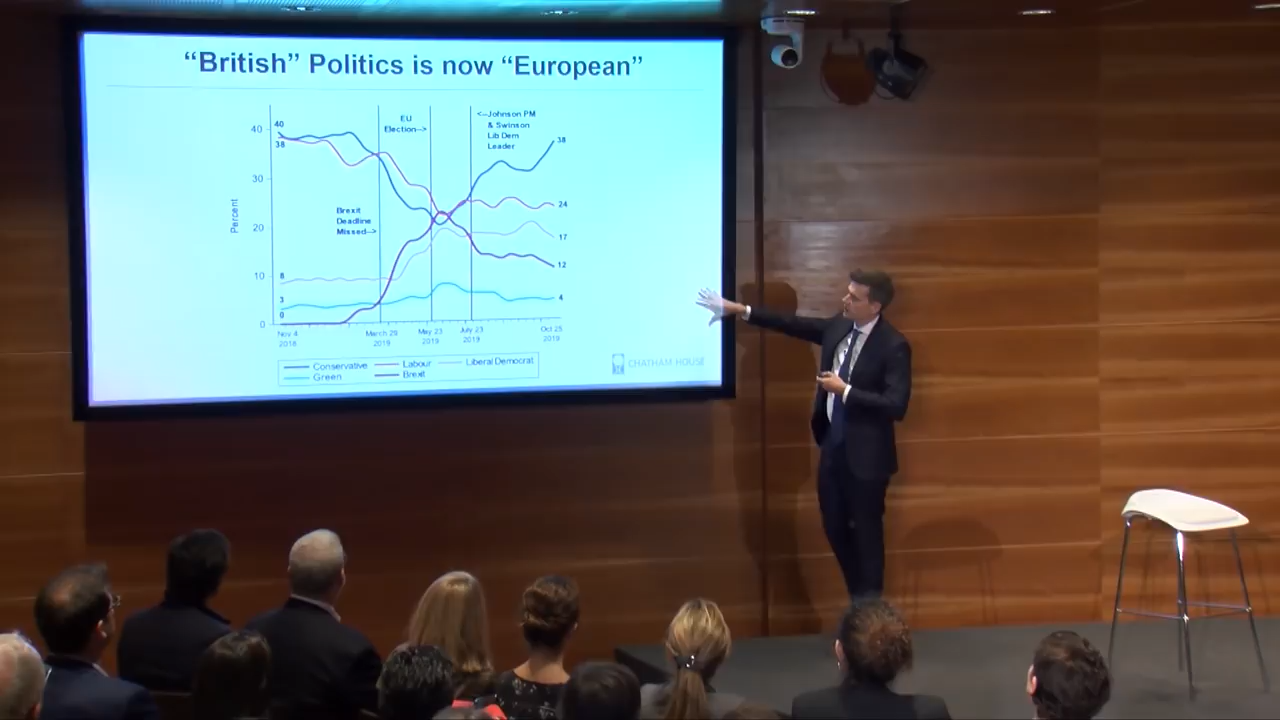 “British” Politics is now “European”
40
30
20
10
0
Percent
40
38
8
3
0
EU
Election-->
<--Johnson PM
& Swinson
Lib Dem
Leader
Brexit
Deadline
Missed-->
38
24
17
12
4
Nov 4
2018
March 29
2019
May 23
2019
July 23
2019
Oct 25
2019
Conservative
Labour
Liberal Democrat
Green
Brexit
CHATHAM HOUSE